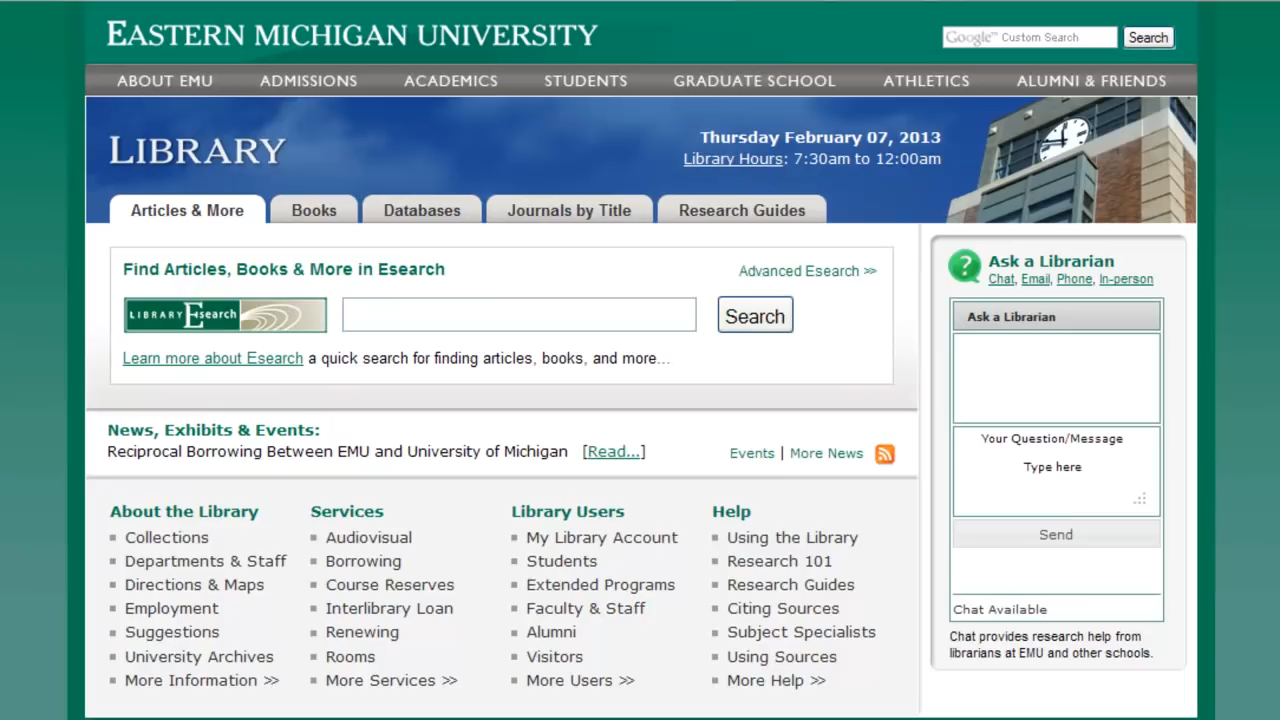 EASTERN MICHIGAN UNIVERSITY
Google™ Custom Search
Search
ABOUT EMU
ADMISSIONS
ACADEMICS
STUDENTS
GRADUATE SCHOOL
ATHLETICS
ALUMNI & FRIENDS
LIBRARY
Thursday February 07, 2013
Library Hours: 7:30am to 12:00am
Articles & More
Books
Databases
Journals by Title
Research Guides
Find Articles, Books & More in Esearch
Advanced Esearch >>
LIBRARY Esearch
Search
Learn more about Esearch a quick search for finding articles, books, and more...
News, Exhibits & Events:
Reciprocal Borrowing Between EMU and University of Michigan [Read...]
Events | More News
About the Library
Collections
Departments & Staff
Directions & Maps
Employment
Suggestions
University Archives
More Information >>
Services
Audiovisual
Borrowing
Course Reserves
Interlibrary Loan
Renewing
Rooms
More Services >>
Library Users
My Library Account
Students
Extended Programs
Faculty & Staff
Alumni
Visitors
More Users >>
Help
Using the Library
Research 101
Research Guides
Citing Sources
Subject Specialists
Using Sources
More Help >>
? Ask a Librarian
Chat, Email, Phone, In-person
Ask a Librarian
Your Question/Message
Type here
Send
Chat Available
Chat provides research help from
librarians at EMU and other schools.